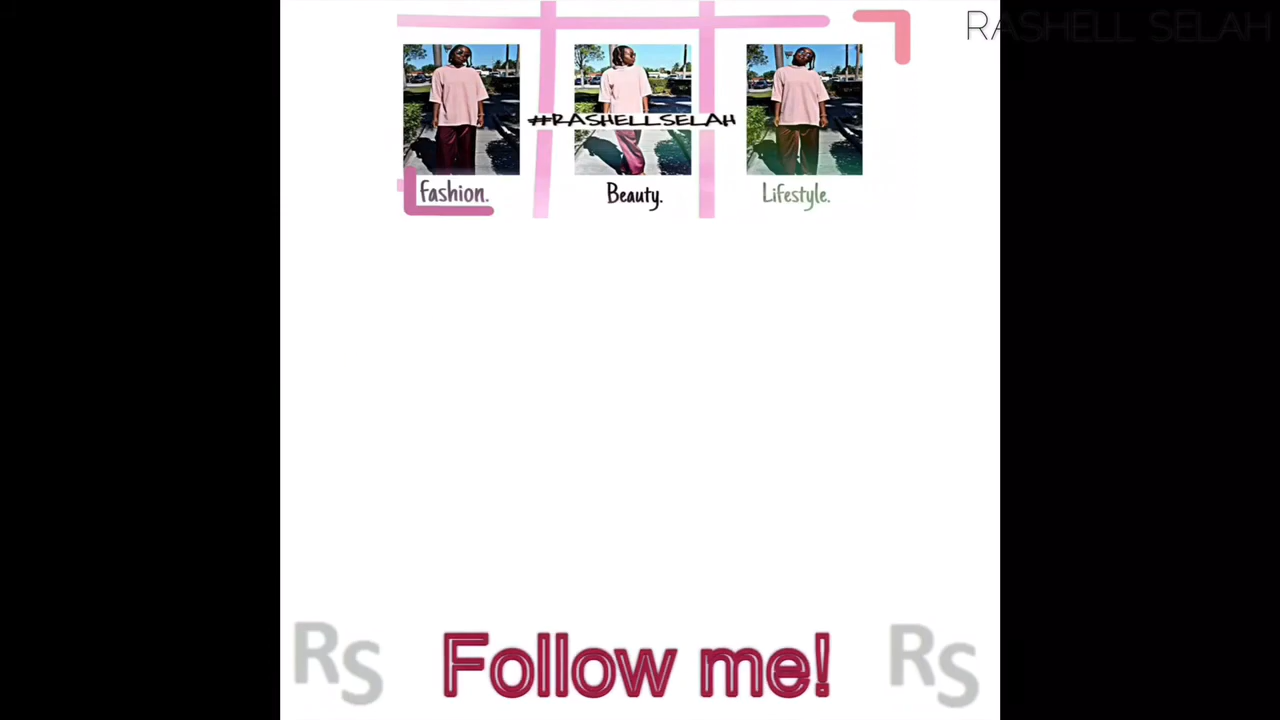 RASHELL SELAH
#RASHELLSELAH
fashion.
Beauty.
Lifestyle.
RS
Follow me!
RS